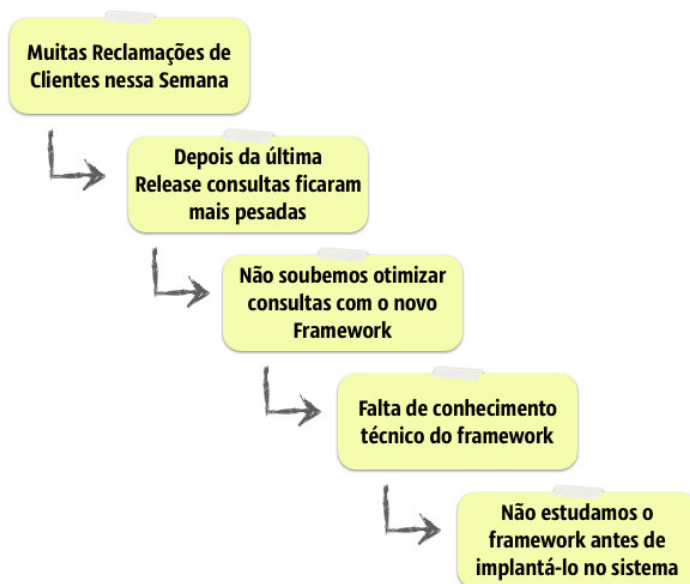 Muitas Reclamações de
Clientes nessa Semana
Depois da última
Release consultas ficaram
mais pesadas
Não soubemos otimizar
consultas com o novo
Framework
Falta de conhecimento
técnico do framework
Não estudamos o
framework antes de
implantá-lo no sistema